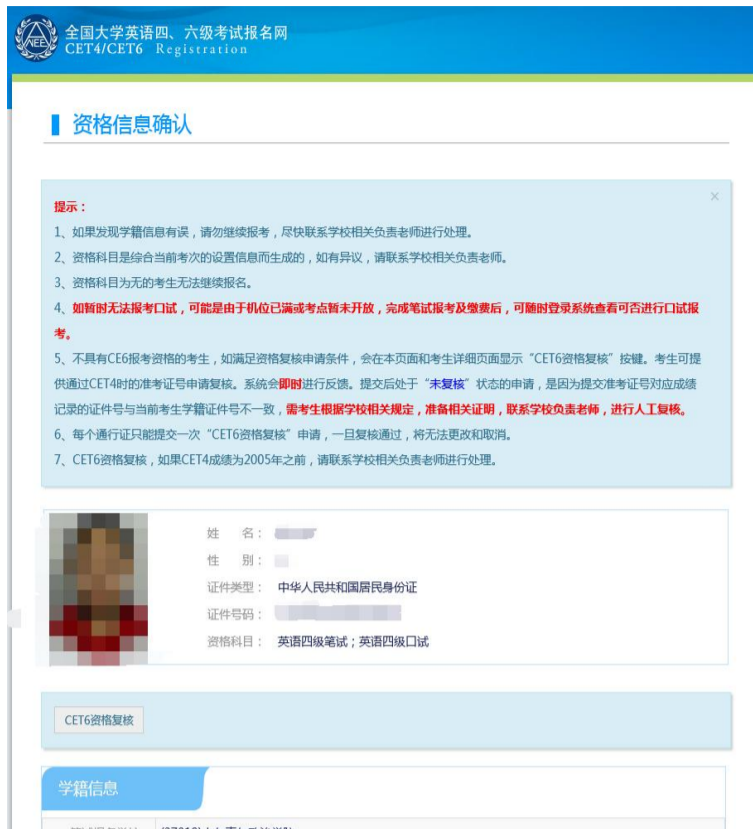 全国大学英语四、六级考试报名网
NEEA
CET4/CET6 Registration
资格信息确认
×
提示：
1、如果发现学籍信息有误，请勿继续报考，尽快联系学校相关负责老师进行处理。
2、资格科目是综合当前考次的设置信息而生成的，如有异议，请联系学校相关负责老师。
3、资格科目为无的考生无法继续报名。
4、如暂时无法报考口试，可能是由于机位已满或考点暂未开放，完成笔试报考及缴费后，可随时登录系统查看可否进行口试报
考。
5、不具有CE6报考资格的考生，如满足资格复核申请条件，会在本页面和考生详细页面显示“CET6资格复核”按键。考生可提
供通过CET4时的准考证号申请复核。系统会即时进行反馈。提交后处于“未复核”状态的申请，是因为提交准考证号对应成绩
记录的证件号与当前考生学籍证件号不一致，需考生根据学校相关规定，准备相关证明，联系学校负责老师，进行人工复核。
6、每个通行证只能提交一次“CET6资格复核”申请，一旦复核通过，将无法更改和取消。
7、CET6资格复核，如果CET4成绩为2005年之前，请联系学校相关负责老师进行处理。
姓 名：
性 别：
证件类型： 中华人民共和国居民身份证
证件号码：
资格科目： 英语四级笔试；英语四级口试
CET6资格复核
学籍信息